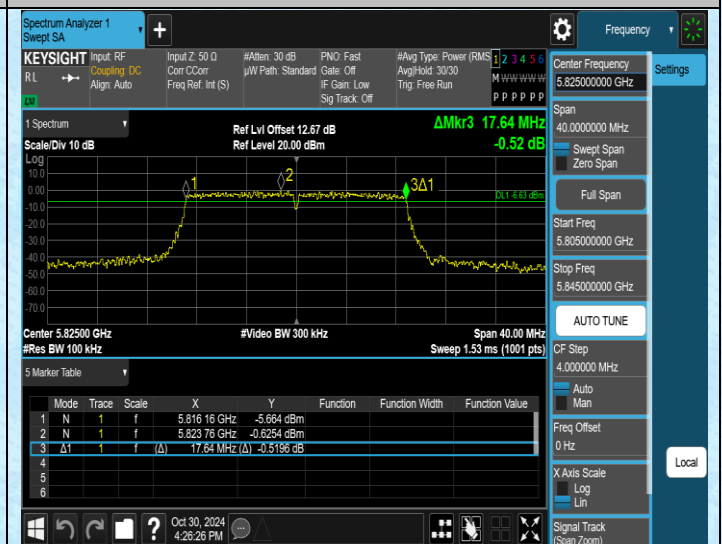 Spectrum Analyzer 1
Swept SA
Frequency
KEYSIGHT
R L
Input: RF
Coupling: DC
Align: Auto
Input Z: 50 Ω
Corr CCorr
Freq Ref: Int (S)
#Atten: 30 dB
µW Path: Standard
PNO: Fast
Gate: Off
IF Gain: Low
Sig Track: Off
#Avg Type: Power (RMS
Avg|Hold: 30/30
Trig: Free Run
1 2 3 4 5 6
M W W W W W
P P P P P P
1 Spectrum
Scale/Div 10 dB
Ref Lvl Offset 12.67 dB
Ref Level 20.00 dBm
ΔMkr3 17.64 MHz
-0.52 dB
Log
10.0
0.00
-10.0
-20.0
-30.0
-40.0
-50.0
-60.0
-70.0
1
2
3Δ1
DL1 -6.63 dBm
Center 5.82500 GHz
#Res BW 100 kHz
#Video BW 300 kHz
Span 40.00 MHz
Sweep 1.53 ms (1001 pts)
5 Marker Table
Mode Trace Scale X Y Function Function Width Function Value
1 N 1 f 5.816 16 GHz -5.664 dBm
2 N 1 f 5.823 76 GHz -0.6254 dBm
3 Δ1 1 f (Δ) 17.64 MHz (Δ) -0.5196 dB
4
5
6
Oct 30, 2024
4:26:26 PM
Center Frequency
5.825000000 GHz
Span
40.0000000 MHz
Swept Span
Zero Span
Full Span
Start Freq
5.805000000 GHz
Stop Freq
5.845000000 GHz
AUTO TUNE
CF Step
4.000000 MHz
Auto
Man
Freq Offset
0 Hz
X Axis Scale
Log
Lin
Signal Track
(Span Zoom)
Settings
Local